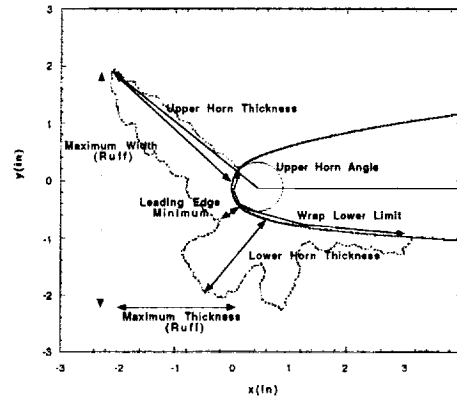 3
2
Upper Horn Thickness
1
Maximum Width
(Ruff)
Upper Horn Angle
y(in)
0
Leading Edge
Minimum
Wrap Lower Limit
-1
Lower Horn Thickness
-2
Maximum Thickness
(Ruff)
-3
-3 -2 -1 0 1 2 3
x(in)